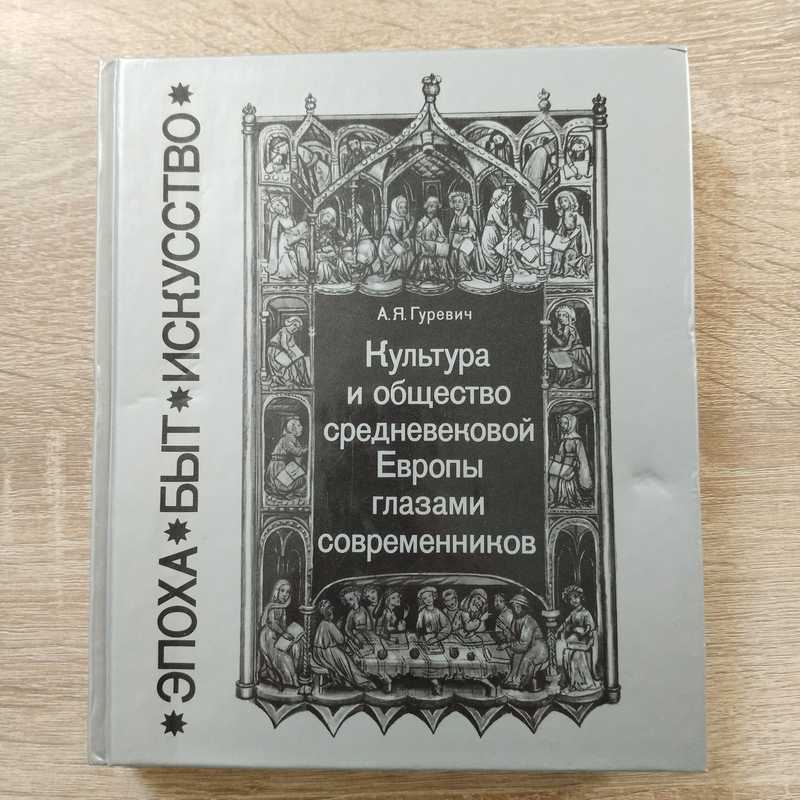 ЭПОХА БЫТ ИСКУССТВО
А.Я.Гуревич
Культура
и общество
средневековой
Европы
глазами
современников